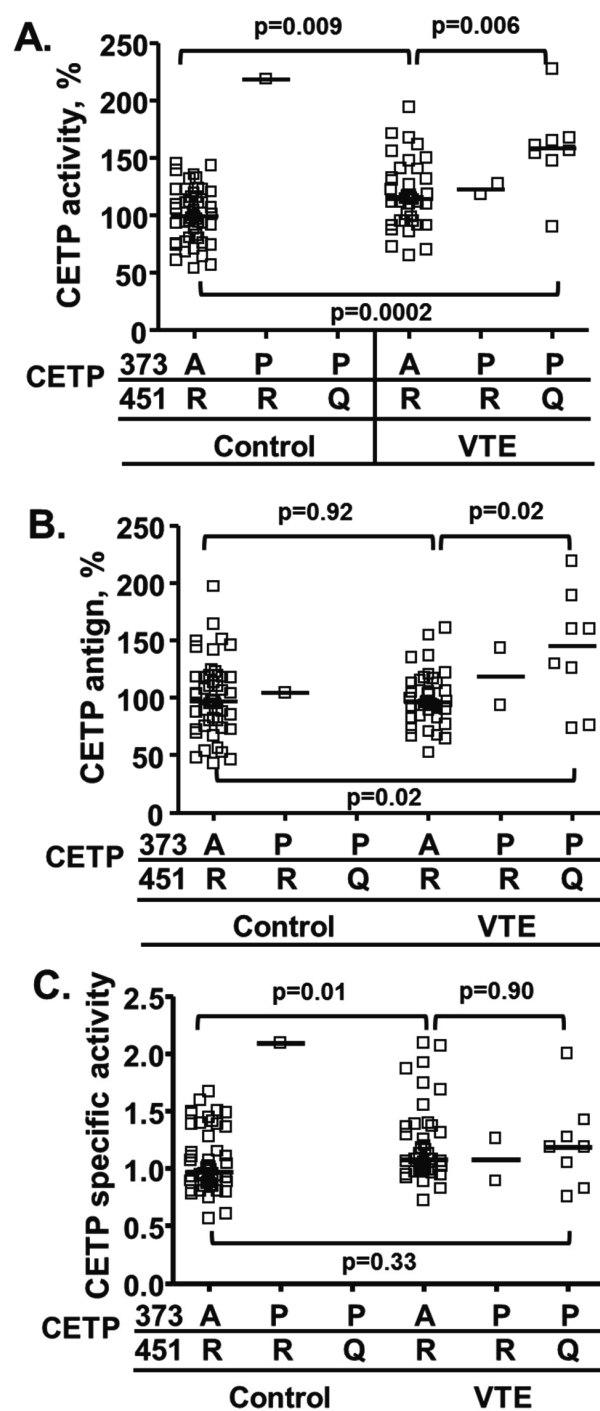 A.
p=0.009 p=0.006
250
200
150
100
50
0
CETP activity, %
p=0.0002
CETP
373 A P P A P P
451 R R Q R R Q
Control VTE
B.
p=0.92 p=0.02
250
200
150
100
50
0
CETP antign, %
p=0.02
CETP
373 A P P A P P
451 R R Q R R Q
Control VTE
C.
p=0.01 p=0.90
2.5
2.0
1.5
1.0
0.5
0.0
CETP specific activity
p=0.33
CETP
373 A P P A P P
451 R R Q R R Q
Control VTE